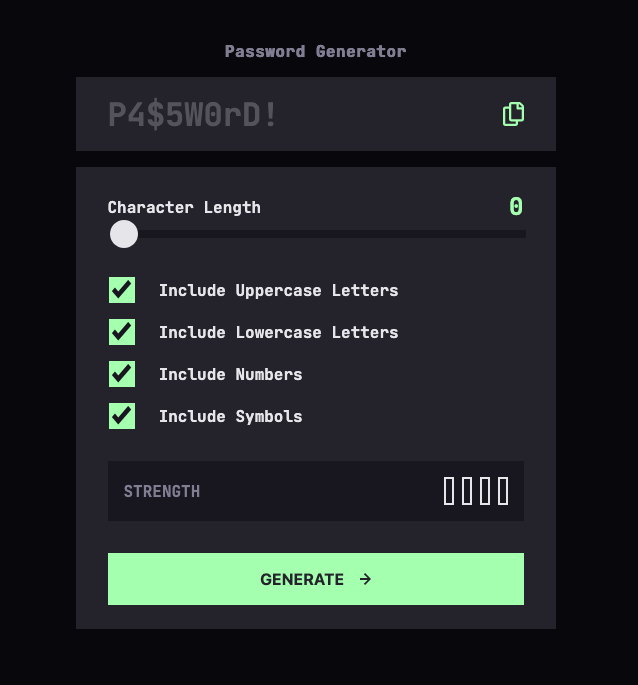 Password Generator
P4$5W0rD!
Character Length 0
Include Uppercase Letters
Include Lowercase Letters
Include Numbers
Include Symbols
STRENGTH
GENERATE →